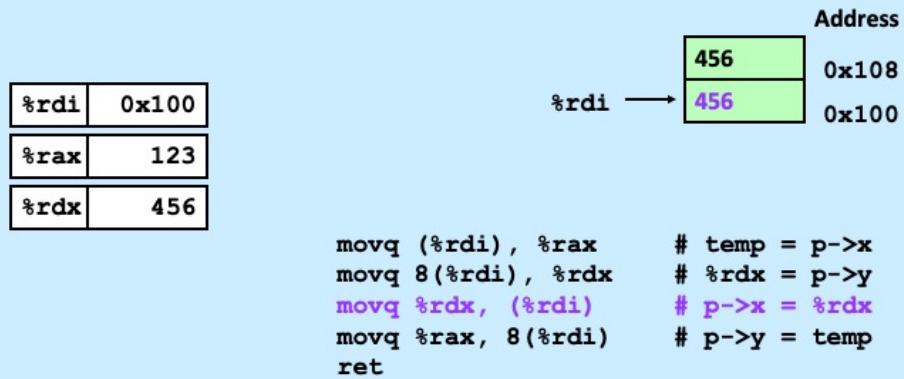 Address
456 0x108
%rdi 456 0x100
%rdi 0x100
%rax 123
%rdx 456
movq (%rdi), %rax # temp = p->x
movq 8(%rdi), %rdx # %rdx = p->y
movq %rdx, (%rdi) # p->x = %rdx
movq %rax, 8(%rdi) # p->y = temp
ret